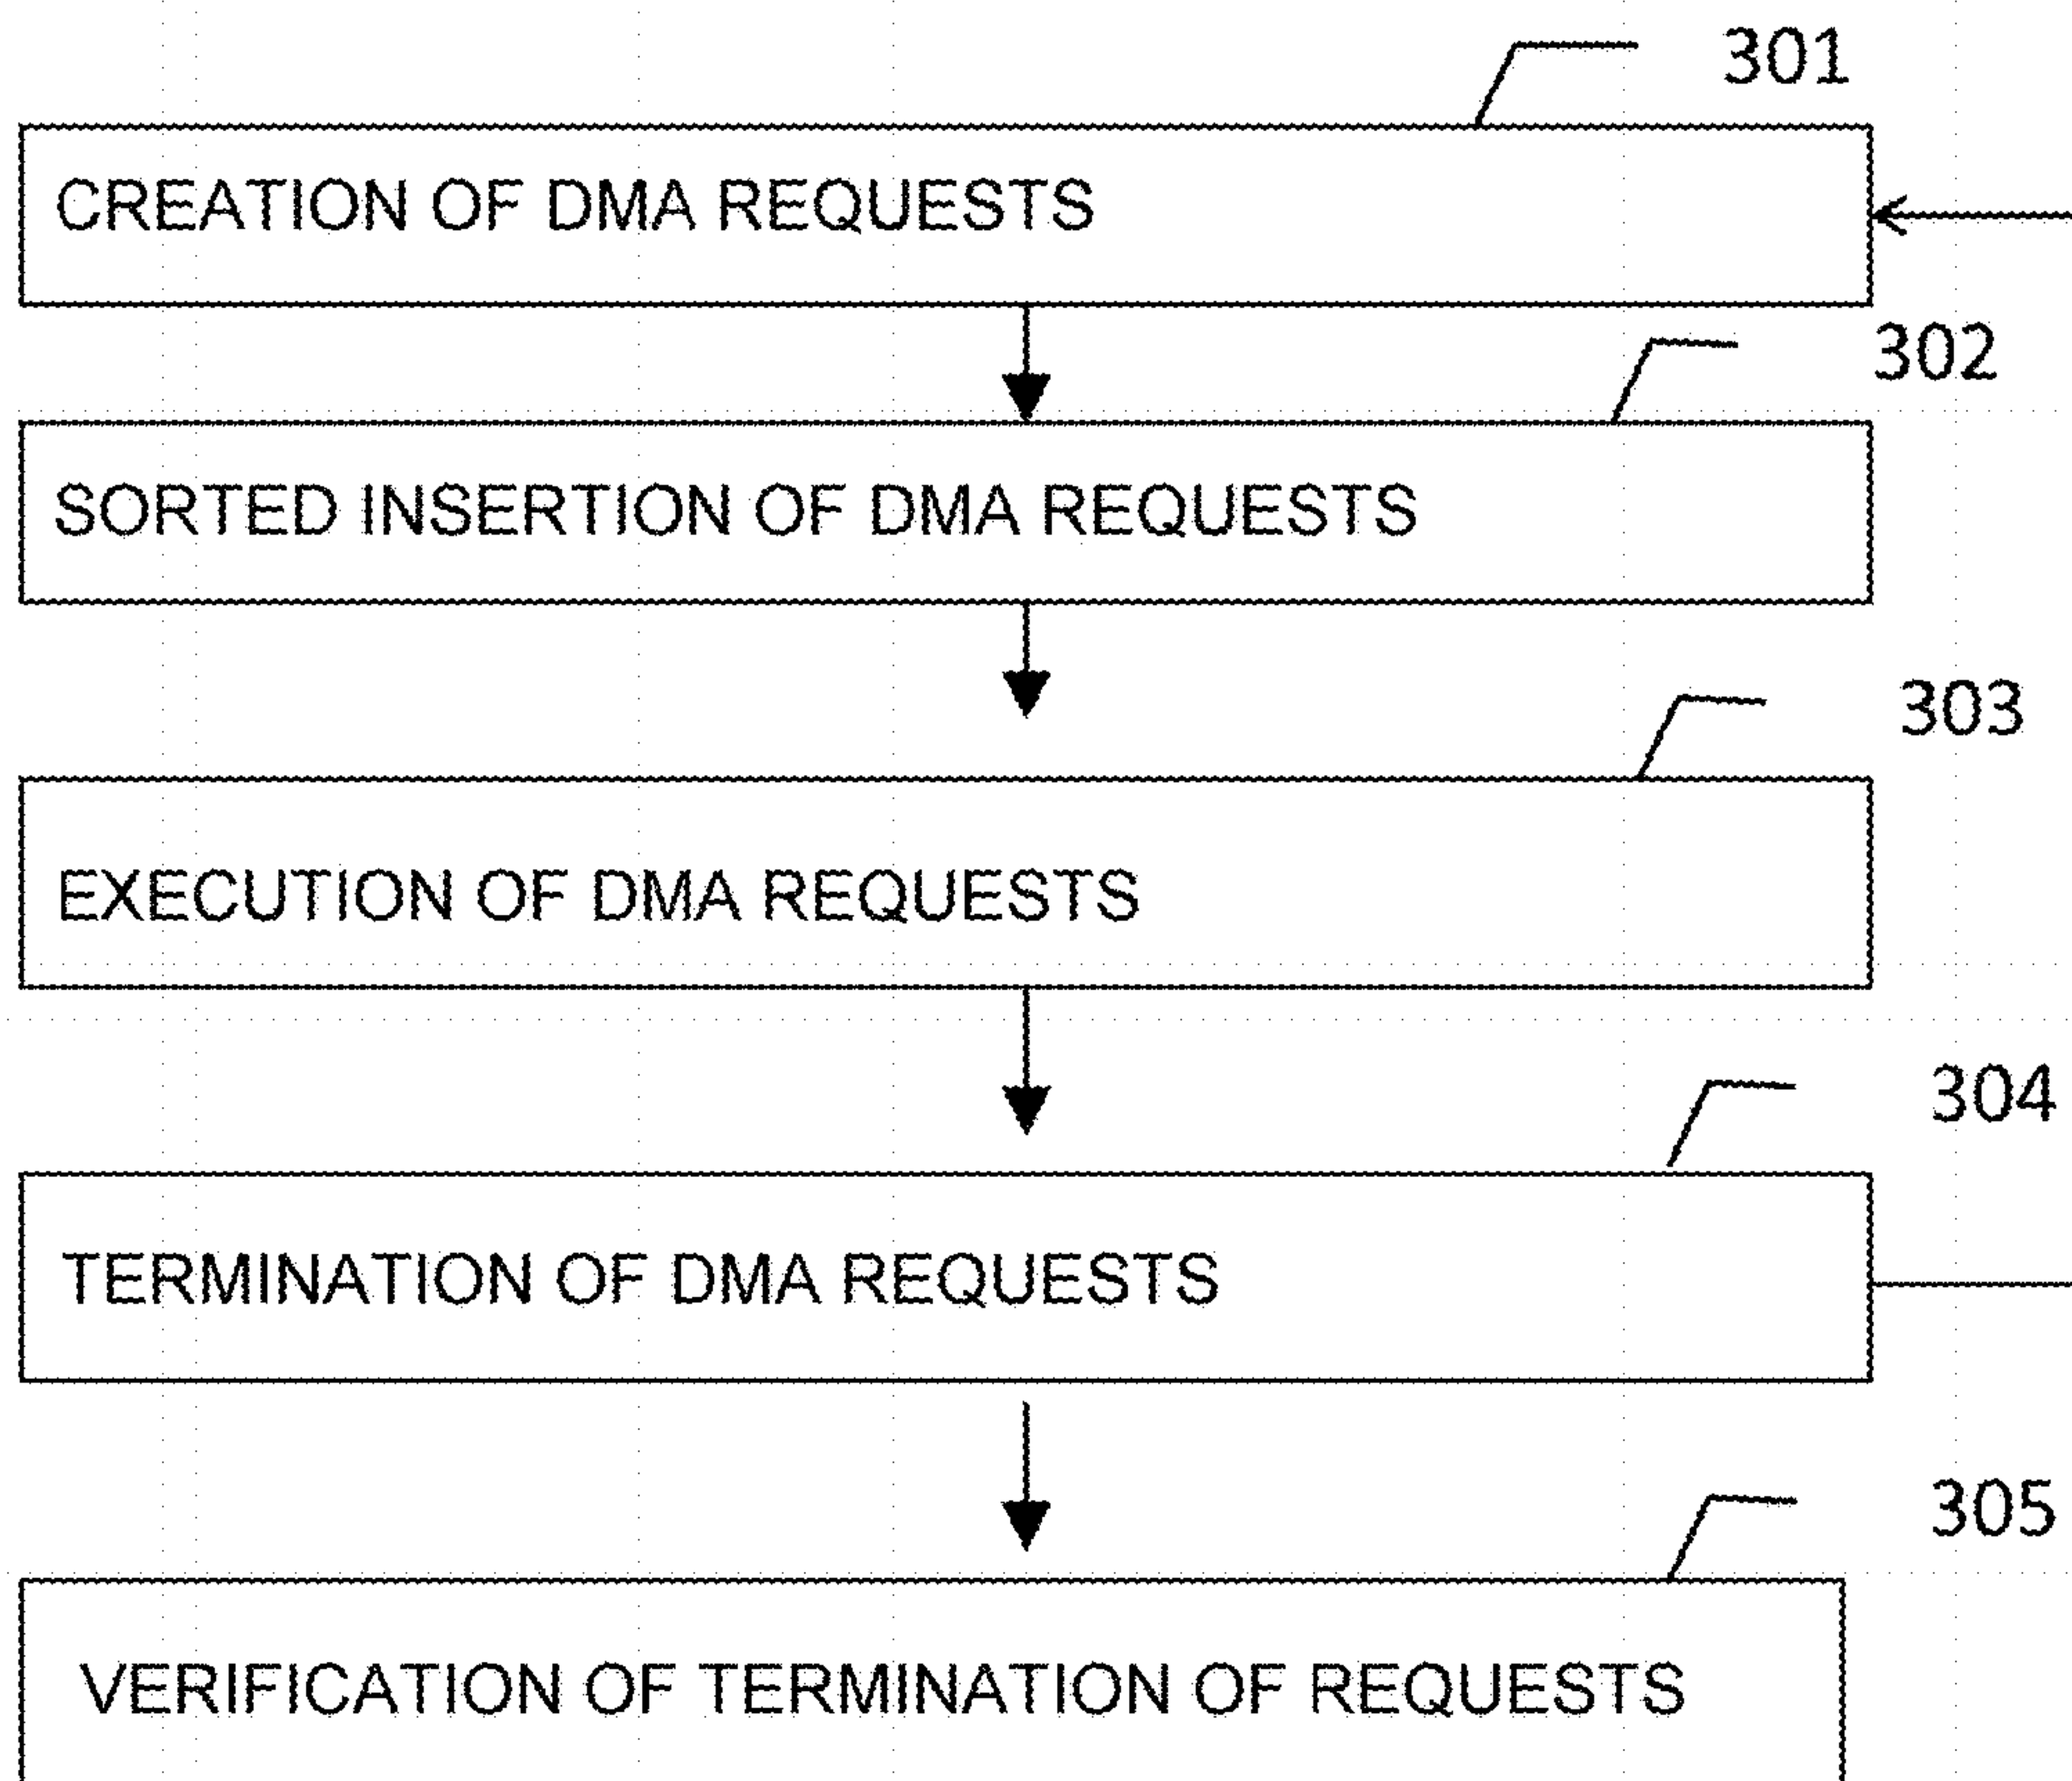 301
CREATION OF DMA REQUESTS
302
SORTED INSERTION OF DMA REQUESTS
303
EXECUTION OF DMA REQUESTS
304
TERMINATION OF DMA REQUESTS
305
VERIFICATION OF TERMINATION OF REQUESTS